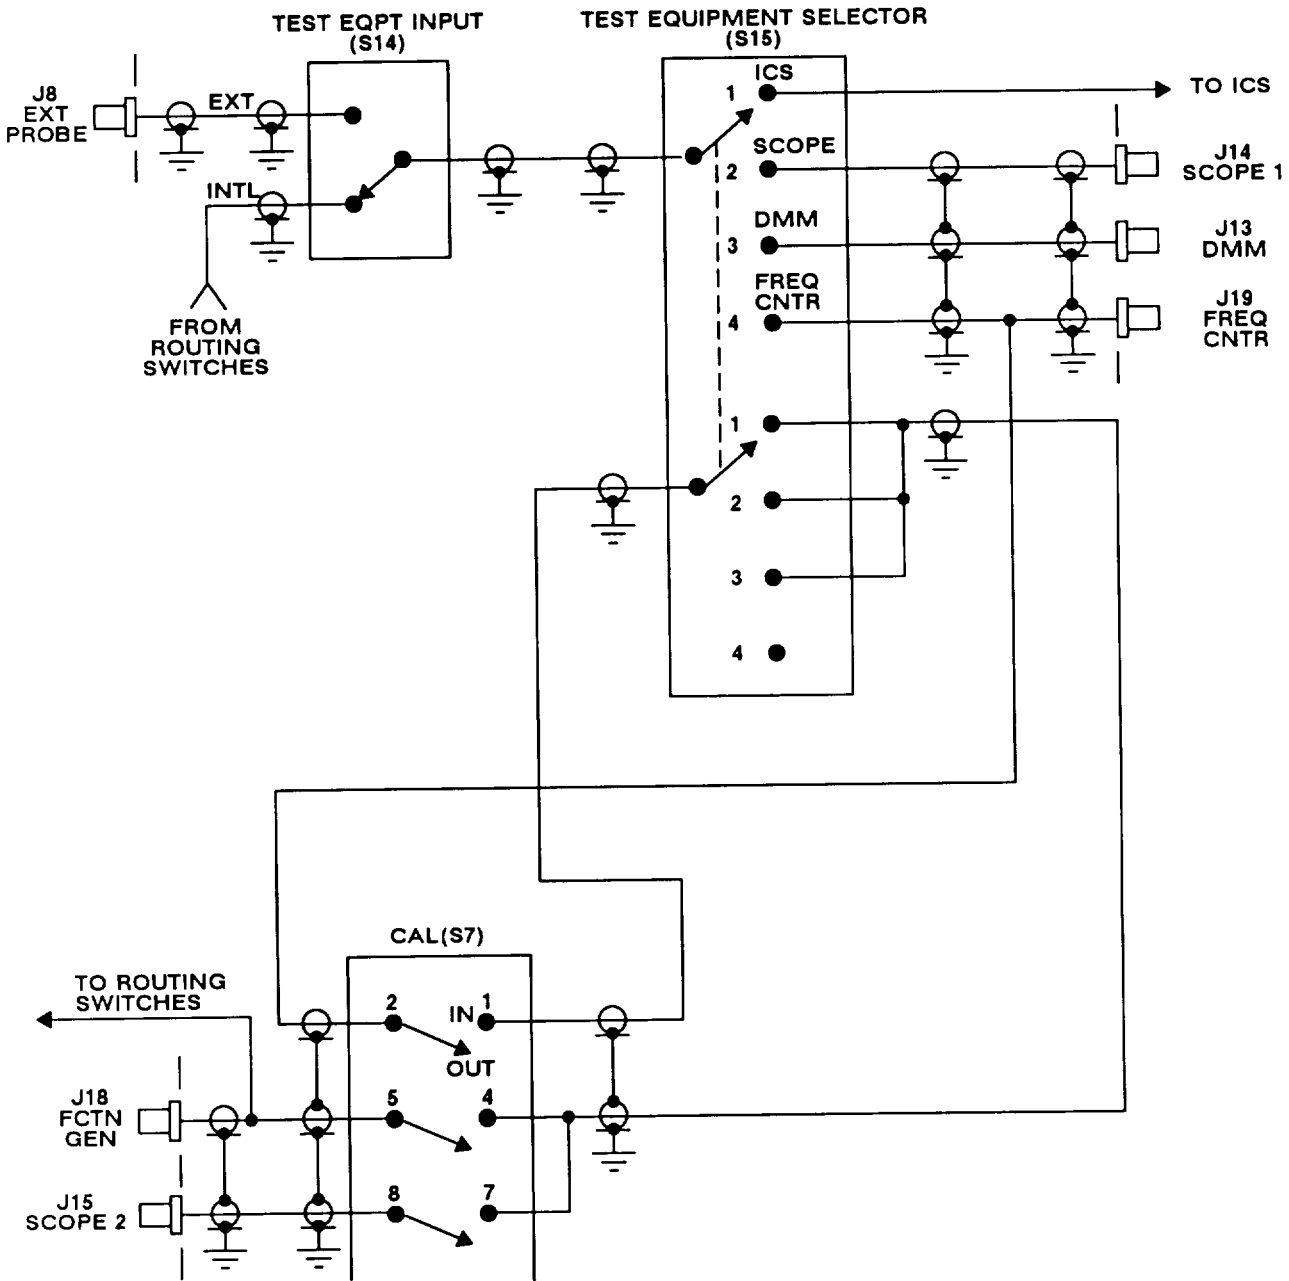 TEST EQPT INPUT
(S14)
TEST EQUIPMENT SELECTOR
(S15)
J8
EXT
PROBE
EXT
INTL
FROM
ROUTING
SWITCHES
ICS
1
SCOPE
2
DMM
3
FREQ
CNTR
4
1
2
3
4
TO ICS
J14
SCOPE 1
J13
DMM
J19
FREQ
CNTR
CAL(S7)
TO ROUTING
SWITCHES
2
IN
1
OUT
J18
FCTN
GEN
5
4
J15
SCOPE 2
8
7